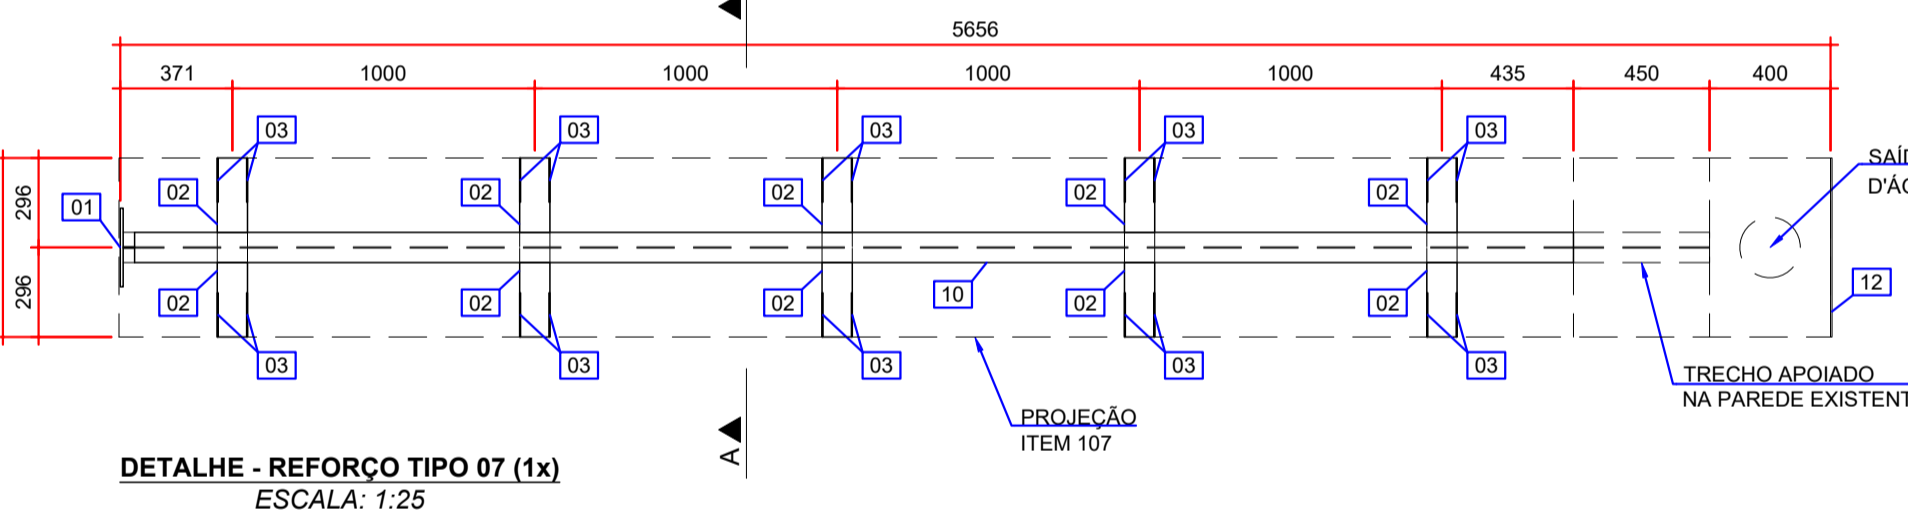 5656
371 1000 1000 1000 1000 435 450 400
03 03 03 03 03
02 02 02 02 02
296
01
296
02 02 02 02 02
10
12
03 03 03 03 03
TRECHO APOIADO
NA PAREDE
PROJEÇÃO
ITEM 107
A
DETALHE - REFORÇO TIPO 07 (1x)
ESCALA: 1:25